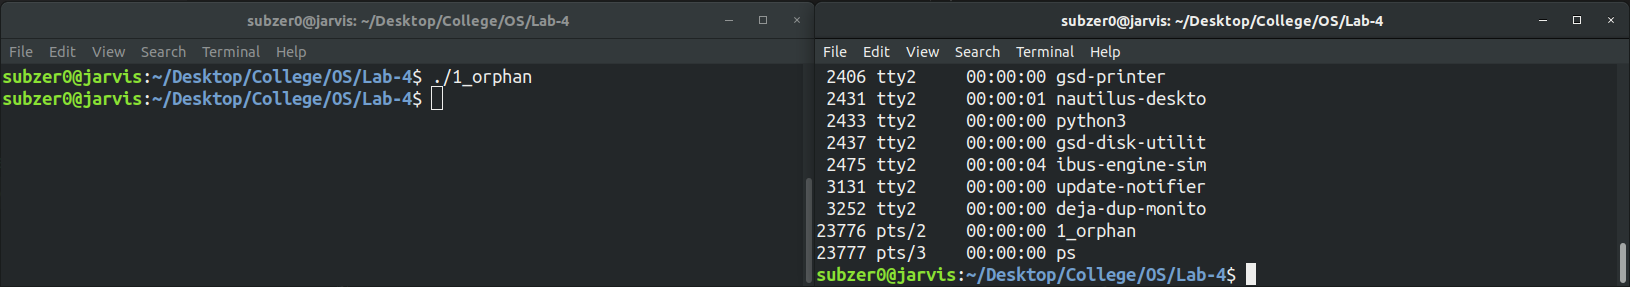 subzer0@jarvis: ~/Desktop/College/OS/Lab-4
File Edit View Search Terminal Help
subzer0@jarvis:~/Desktop/College/OS/Lab-4$ ./1_orphan
subzer0@jarvis:~/Desktop/College/OS/Lab-4$
subzer0@jarvis: ~/Desktop/College/OS/Lab-4
File Edit View Search Terminal Help
2406 tty2 00:00:00 gsd-printer
2431 tty2 00:00:01 nautilus-deskto
2433 tty2 00:00:00 python3
2437 tty2 00:00:00 gsd-disk-utilit
2475 tty2 00:00:04 ibus-engine-sim
3131 tty2 00:00:00 update-notifier
3252 tty2 00:00:00 deja-dup-monito
23776 pts/2 00:00:00 1_orphan
23777 pts/3 00:00:00 ps
subzer0@jarvis:~/Desktop/College/OS/Lab-4$